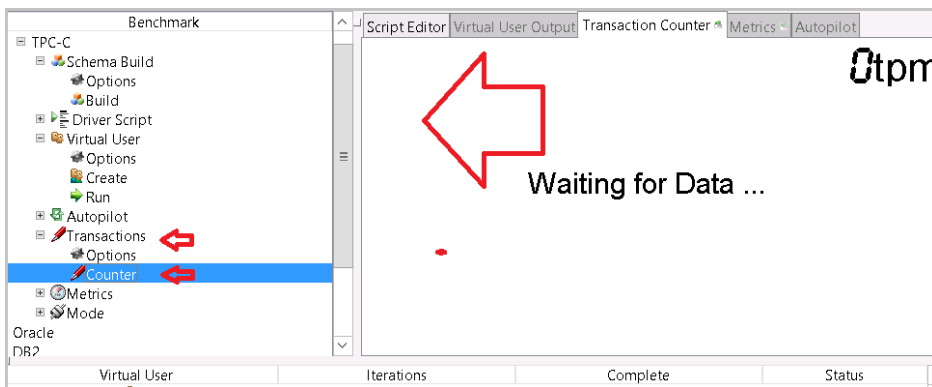 Benchmark
Script Editor Virtual User Output Transaction Counter Metrics Autopilot
TPC-C
Schema Build
Options
Build
Driver Script
Virtual User
Options
Create
Run
Autopilot
Transactions
Options
Counter
Metrics
Mode
Oracle
DB2
0tpm
Waiting for Data ...
Virtual User Iterations Complete Status